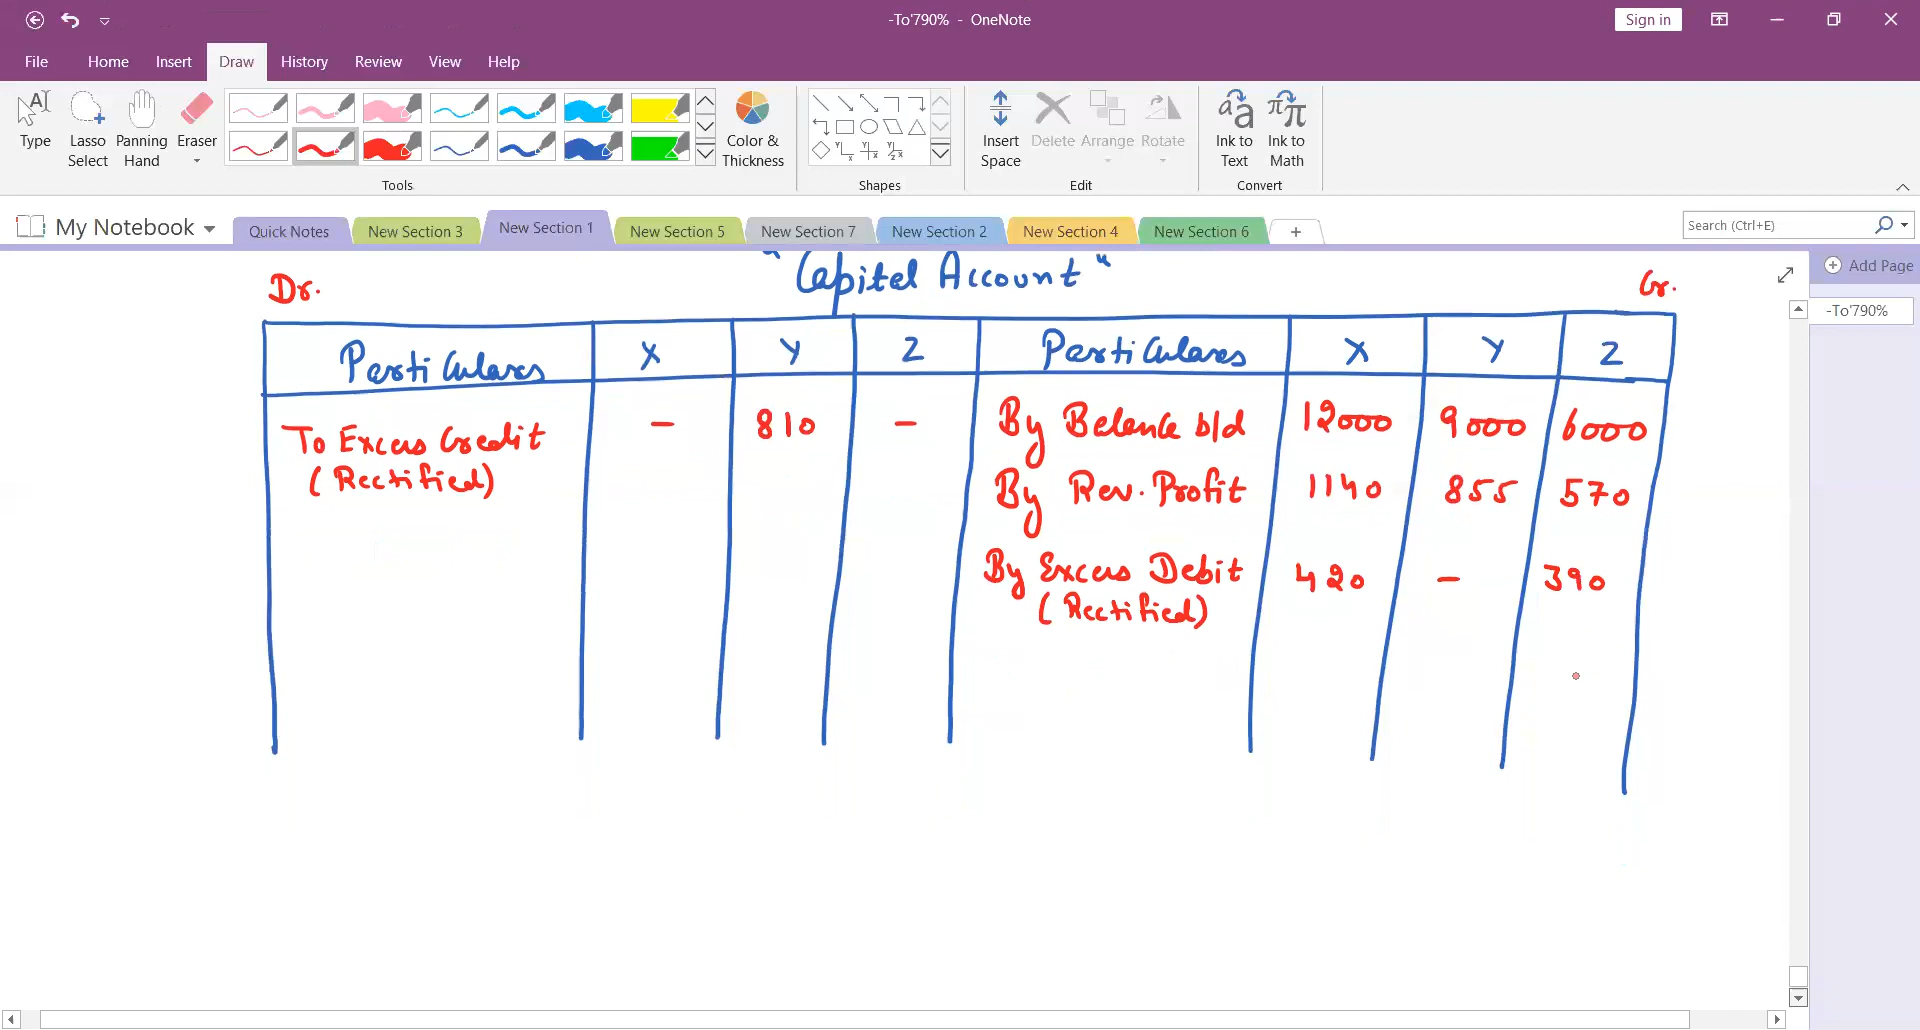 -To'790% - OneNote
Sign in
File Home Insert Draw History Review View Help
Type
Lasso Select
Panning Hand
Eraser
Color & Thickness
Insert Space
Delete
Arrange
Rotate
Ink to Text
Ink to Math
Tools
Shapes
Edit
Convert
My Notebook
Quick Notes
New Section 3
New Section 1
New Section 5
New Section 7
New Section 2
New Section 4
New Section 6
+
Search (Ctrl+E)
Add Page
-To'790%
"Capital Account"
Dr. Cr.
Particulars X Y Z Particulars X Y Z
To Excess Credit - 810 - By Balance b/d 12000 9000 6000
(Rectified)
By Rev. Profit 1140 855 570
By Excess Debit 420 - 390
(Rectified)